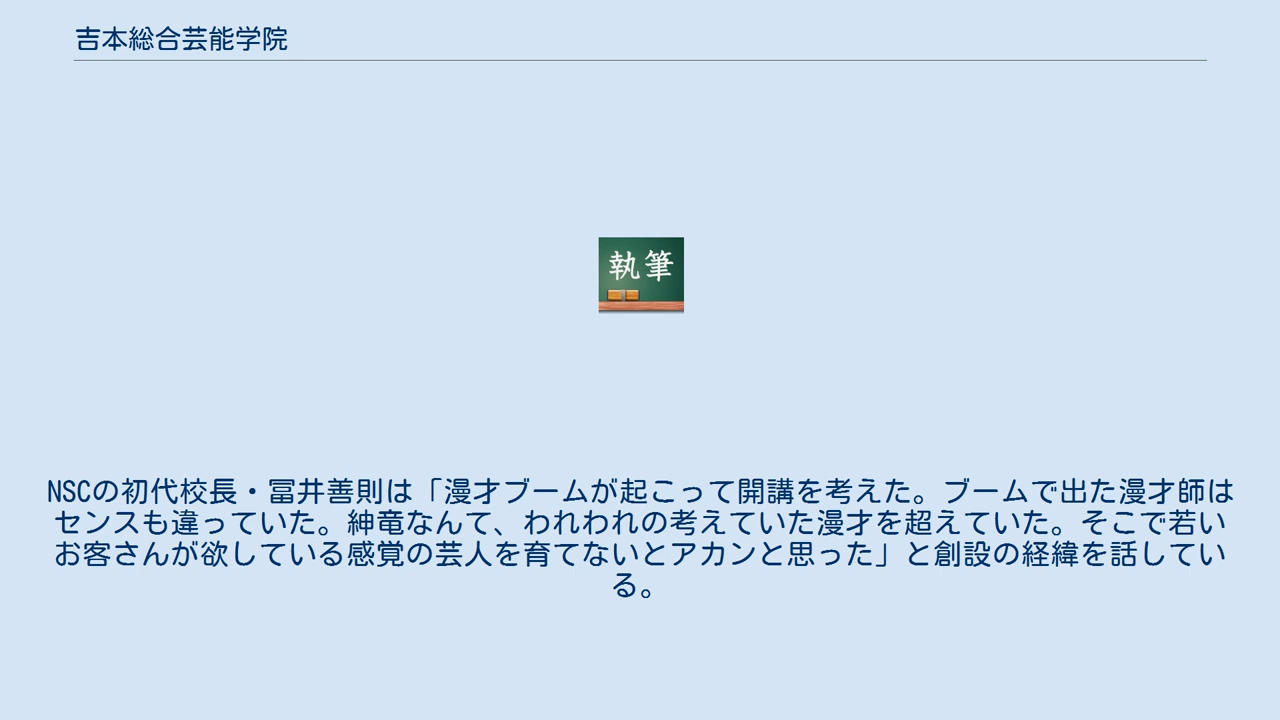 吉本総合芸能学院
執筆
NSCの初代校長・冨井善則は「漫才ブームが起こって開講を考えた。ブームで出た漫才師は
センスも違っていた。紳竜なんて、われわれの考えていた漫才を超えていた。そこで若い
お客さんが欲している感覚の芸人を育てないとアカンと思った」と創設の経緯を話してい
る。